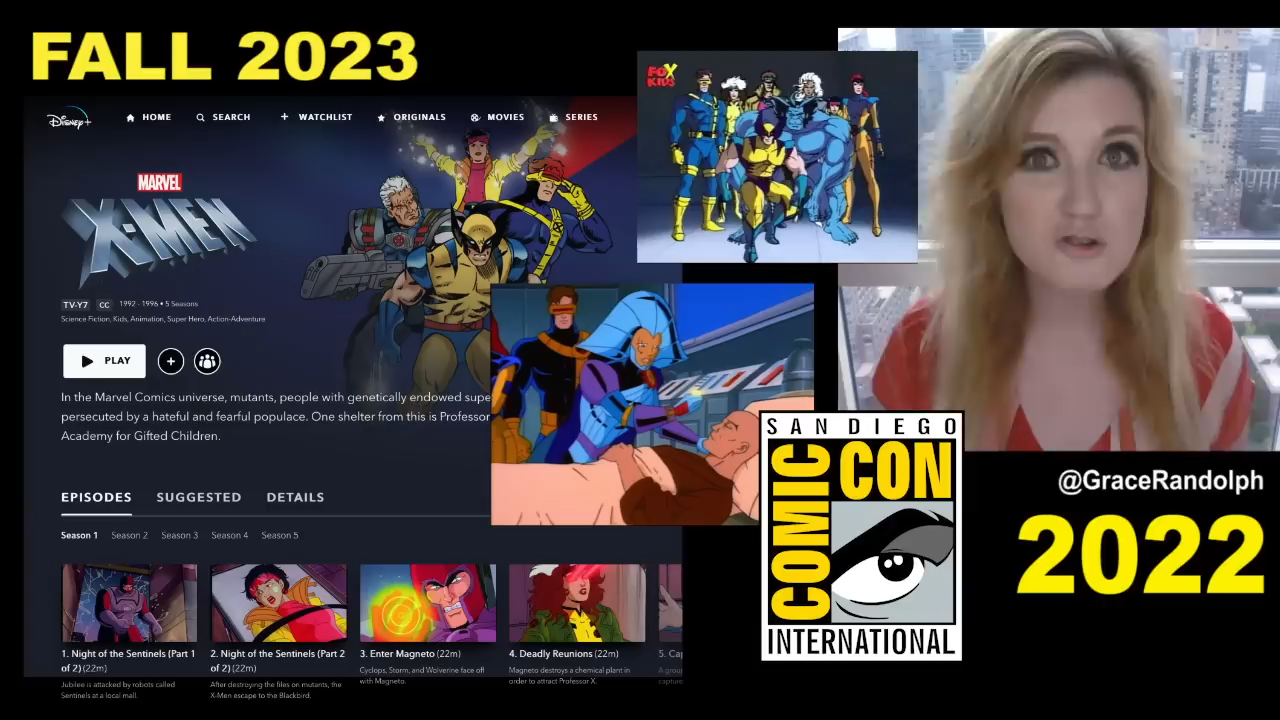 FALL 2023
Disney+
HOME
SEARCH
WATCHLIST
ORIGINALS
MOVIES
SERIES
FOX
KIDS
MARVEL
X-MEN
TV-Y7 CC 1992 - 1996 • 5 Seasons
Science Fiction, Kids, Animation, Super Hero, Action-Adventure
PLAY
In the Marvel Comics universe, mutants, people with genetically endowed supe
persecuted by a hateful and fearful populace. One shelter from this is Professor
Academy for Gifted Children.
EPISODES SUGGESTED DETAILS
Season 1 Season 2 Season 3 Season 4 Season 5
1. Night of the Sentinels (Part 1
of 2) (22m)
Jubilee is attacked by robots called
Sentinels at a local mall.
2. Night of the Sentinels (Part 2
of 2) (22m)
After destroying the files on mutants, the
X-Men escape to the Blackbird.
3. Enter Magneto (22m)
Cyclops, Storm, and Wolverine face off
with Magneto.
4. Deadly Reunions (22m)
Magneto destroys a chemical plant in
order to attract Professor X.
5. Cap
A grou
capture
SAN DIEGO
COMIC
CON
INTERNATIONAL
@GraceRandolph
2022